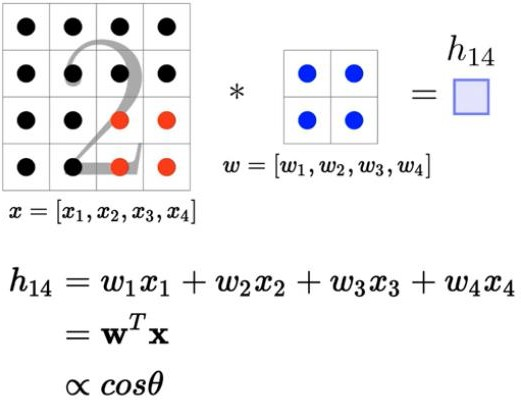 2
*
=
h₁₄
w = [w₁, w₂, w₃, w₄]
x = [x₁, x₂, x₃, x₄]
h₁₄ = w₁x₁ + w₂x₂ + w₃x₃ + w₄x₄
= 𝐰ᵀ𝐱
∝ cosθ